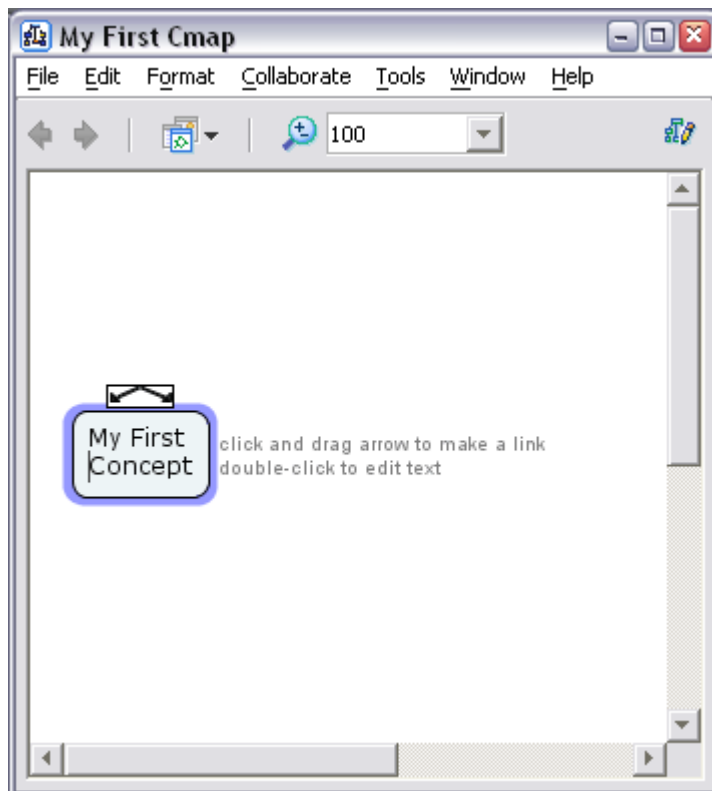 My First Cmap
File Edit Format Collaborate Tools Window Help
100
My First
Concept
click and drag arrow to make a link
double-click to edit text